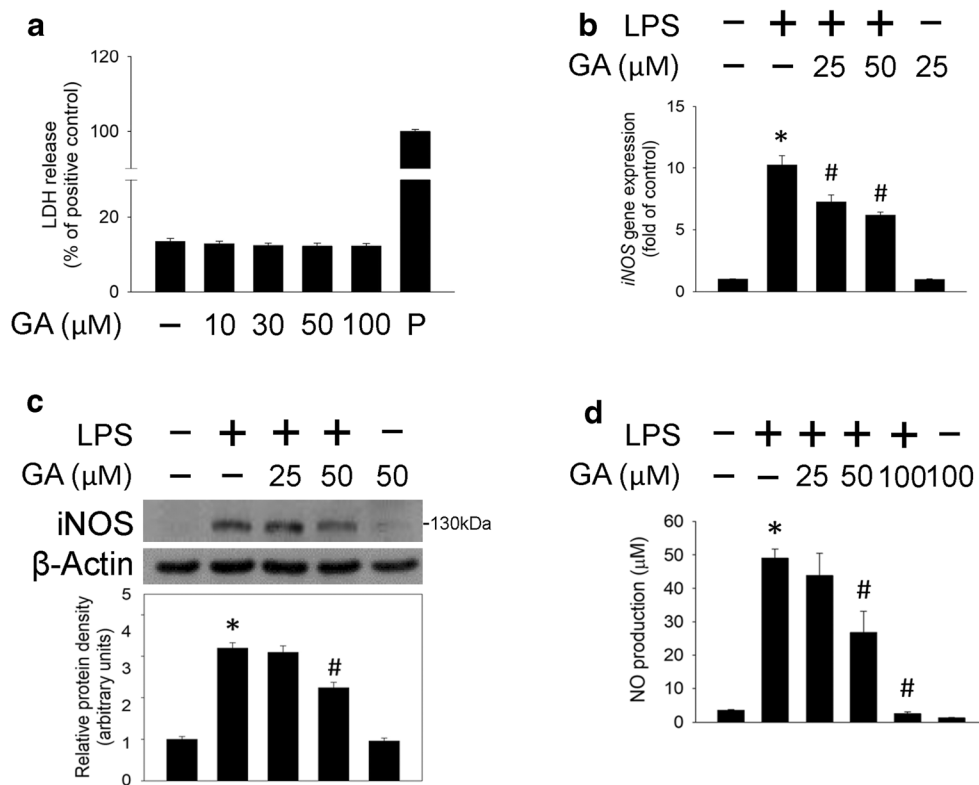 a
LDH release
(% of positive control)
120
100
20
0
GA (µM) – 10 30 50 100 P
b
LPS – + + + –
GA (µM) – – 25 50 25
iNOS gene expression
(fold of control)
15
10
5
0
*
#
#
c
LPS – + + + –
GA (µM) – – 25 50 50
iNOS -130kDa
β-Actin
Relative protein density
(arbitrary units)
5
4
3
2
1
0
*
#
d
LPS – + + + + –
GA (µM) – – 25 50 100 100
NO production (µM)
60
50
40
30
20
10
0
*
#
#